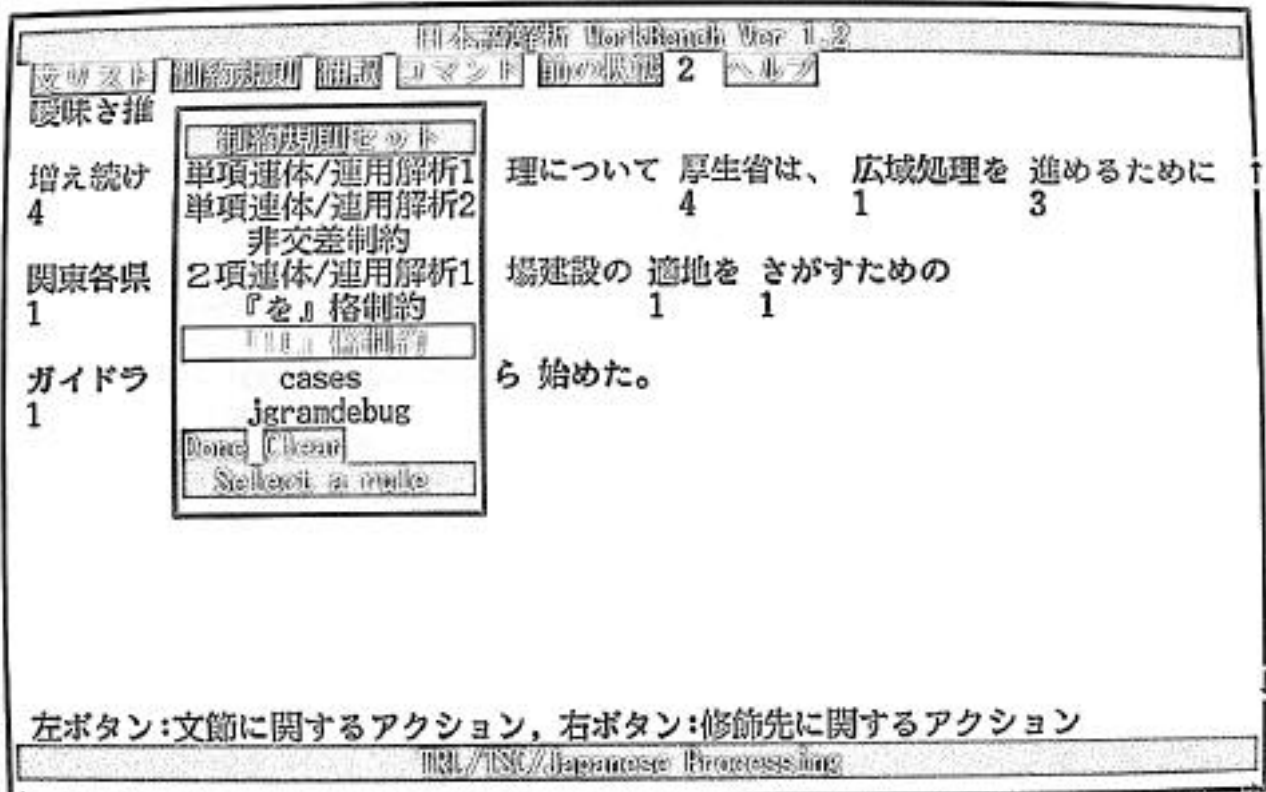 日本語解析 WorkBench Ver 1.2
文リスト 制約規則 翻訳 コマンド 前の状態 2 ヘルプ
曖昧さ推
制約規則セット
増え続け 単項連体/連用解析1 理について 厚生省は、 広域処理を 進めるために
4 単項連体/連用解析2 4 1 3
非交差制約
関東各県 2項連体/連用解析1 場建設の 適地を さがすための
1 『を』格制約 1 1
格制約
ガイドラ cases ら 始めた。
1 jgramdebug
Done Clear
Select a rule
左ボタン:文節に関するアクション, 右ボタン:修飾先に関するアクション
TRL/TSC/Japanese Processing